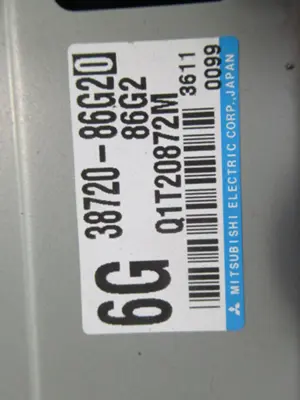 6G
38720-86G20
86G2
Q1T20872M
3611
0099
MITSUBISHI ELECTRIC CORP., JAPAN